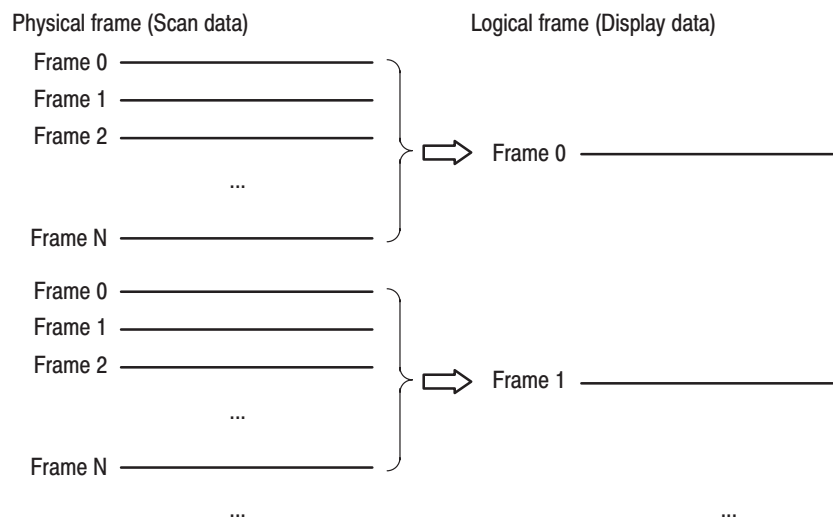 Physical frame (Scan data)
Logical frame (Display data)
Frame 0
Frame 1
Frame 2
...
Frame N
Frame 0
Frame 0
Frame 1
Frame 2
...
Frame N
Frame 1
...
...